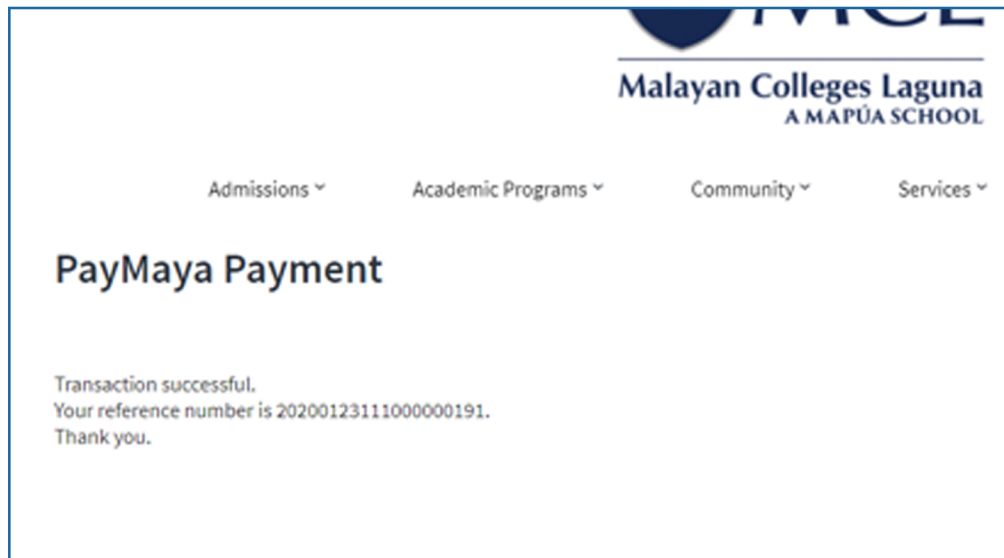 MCL
Malayan Colleges Laguna
A MAPÚA SCHOOL
Admissions Academic Programs Community Services
PayMaya Payment
Transaction successful.
Your reference number is 20200123111000000191.
Thank you.